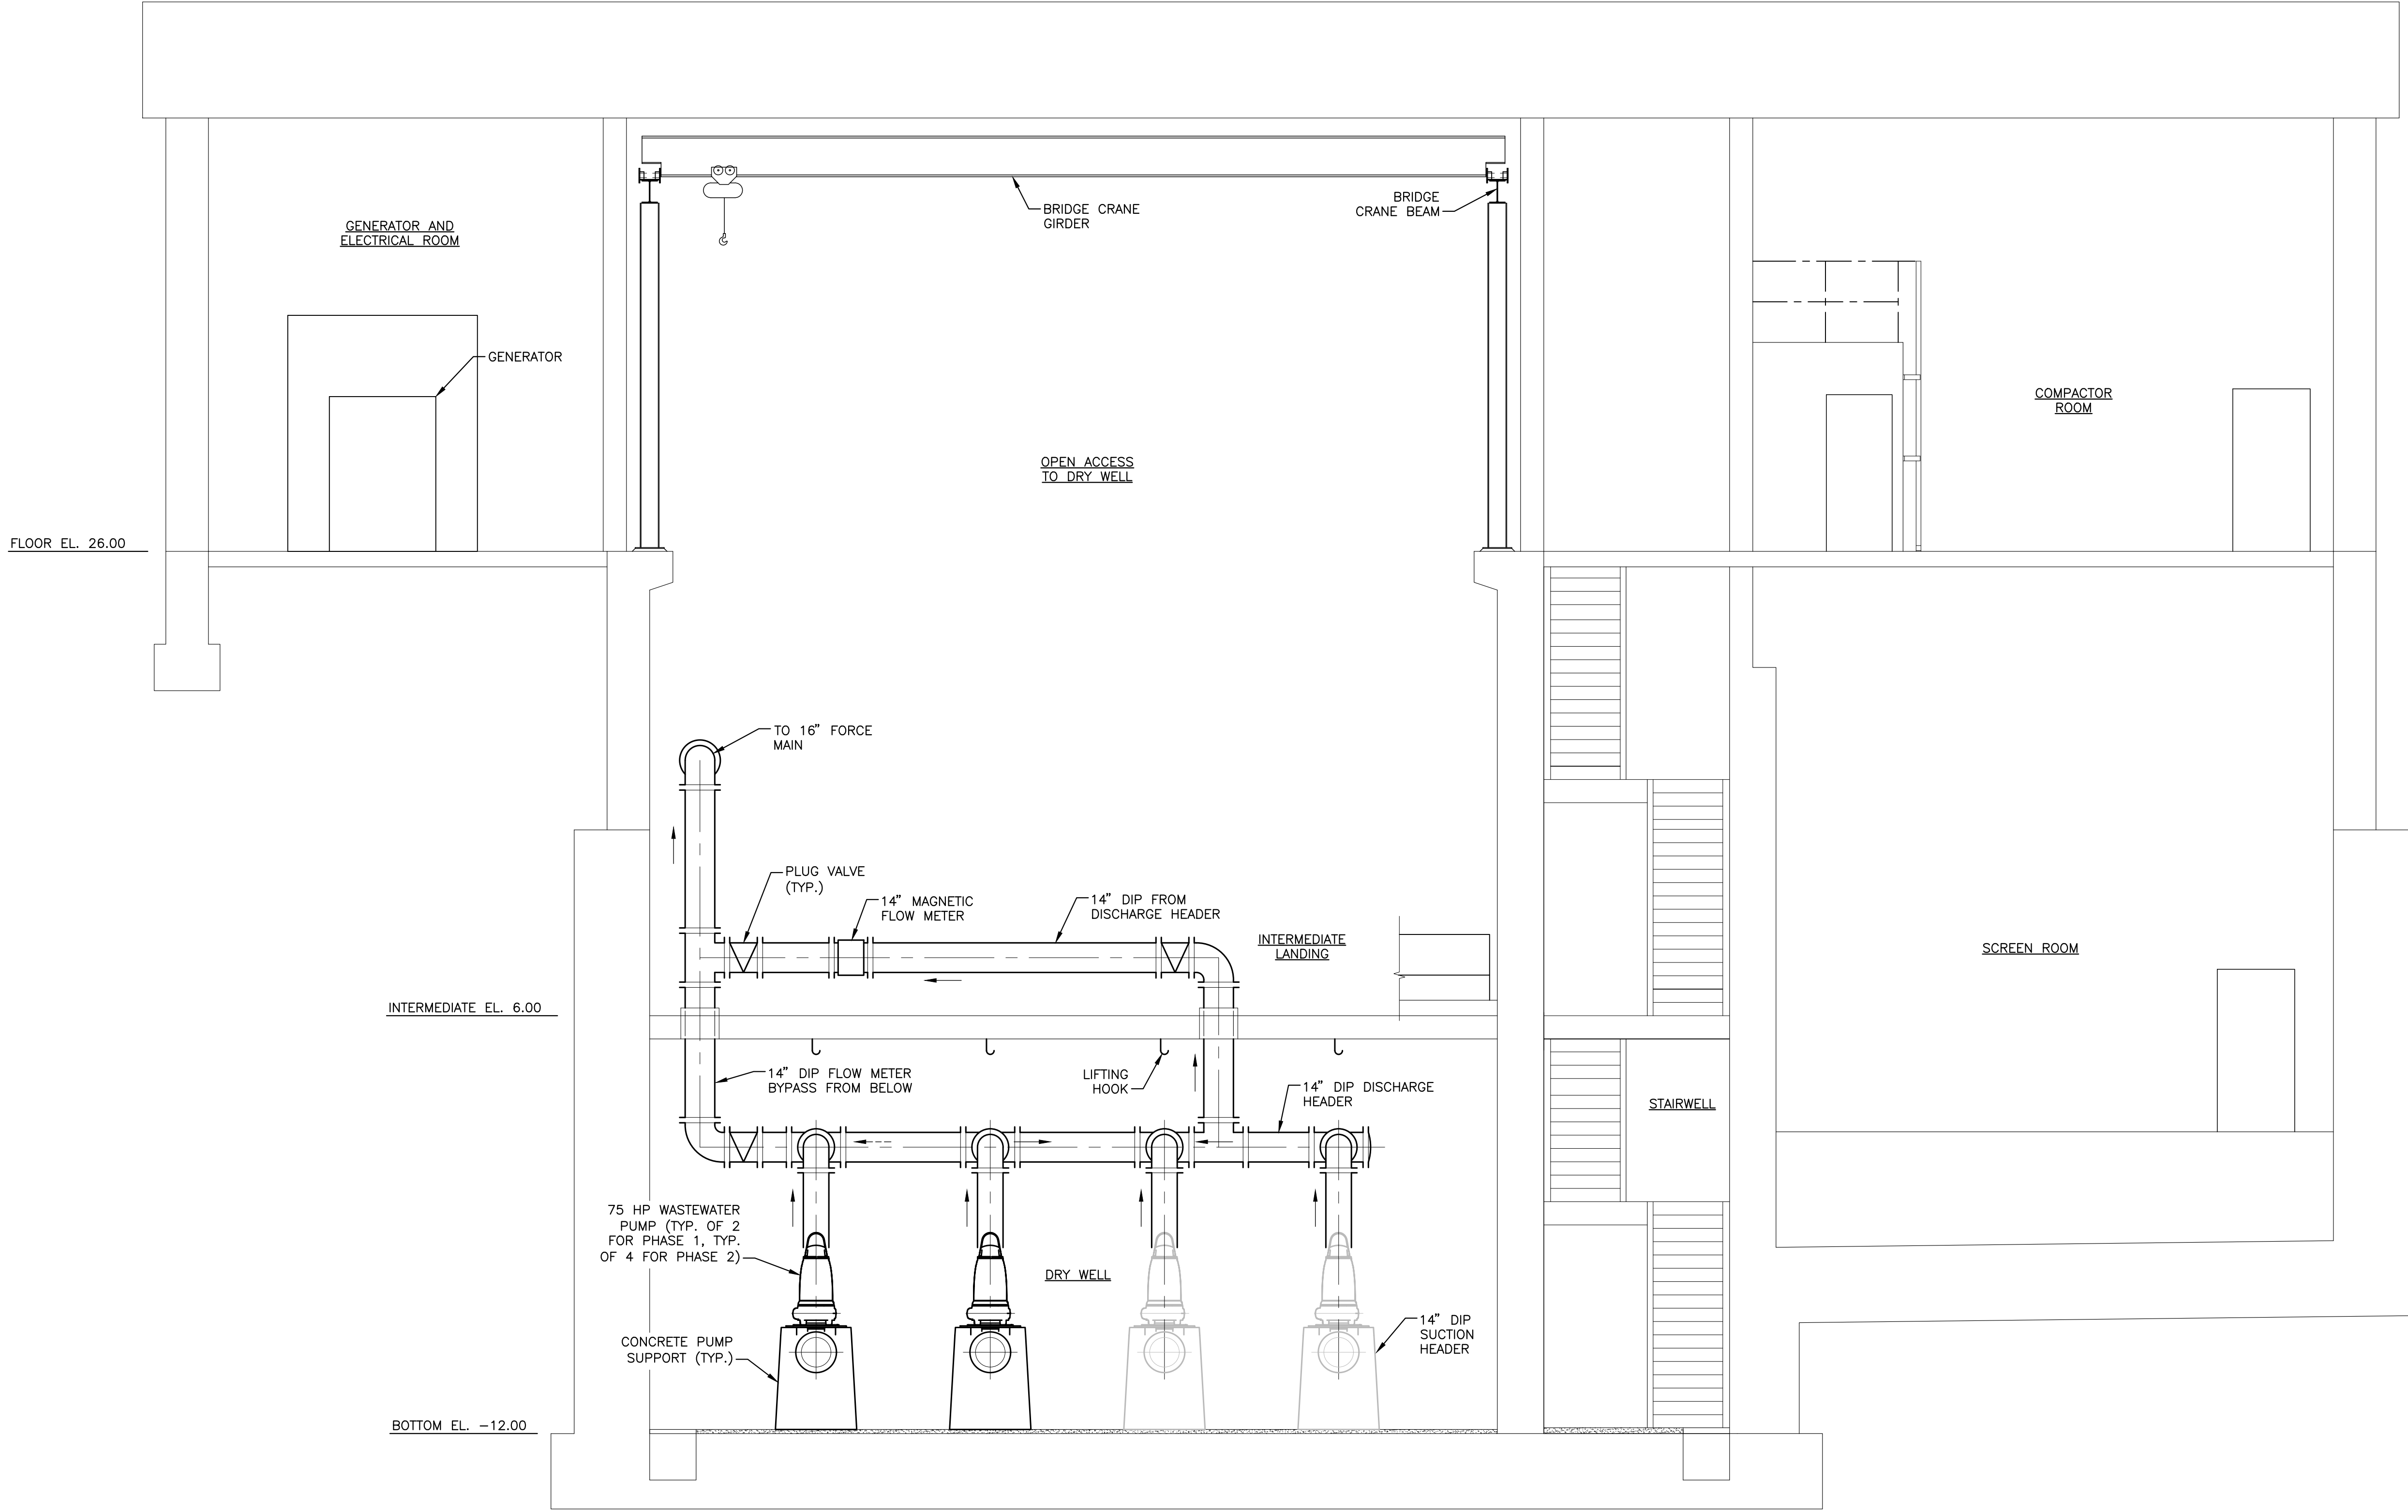 BRIDGE CRANE
GIRDER
BRIDGE
CRANE BEAM
GENERATOR AND
ELECTRICAL ROOM
GENERATOR
COMPACTOR
ROOM
OPEN ACCESS
TO DRY WELL
FLOOR EL. 26.00
TO 16" FORCE
MAIN
PLUG VALVE
(TYP.)
14" MAGNETIC
FLOW METER
14" DIP FROM
DISCHARGE HEADER
INTERMEDIATE
LANDING
SCREEN ROOM
INTERMEDIATE EL. 6.00
14" DIP FLOW METER
BYPASS FROM BELOW
LIFTING
HOOK
14" DIP DISCHARGE
HEADER
STAIRWELL
75 HP WASTEWATER
PUMP (TYP. OF 2
FOR PHASE 1, TYP.
OF 4 FOR PHASE 2)
DRY WELL
CONCRETE PUMP
SUPPORT (TYP.)
14" DIP
SUCTION
HEADER
BOTTOM EL. −12.00